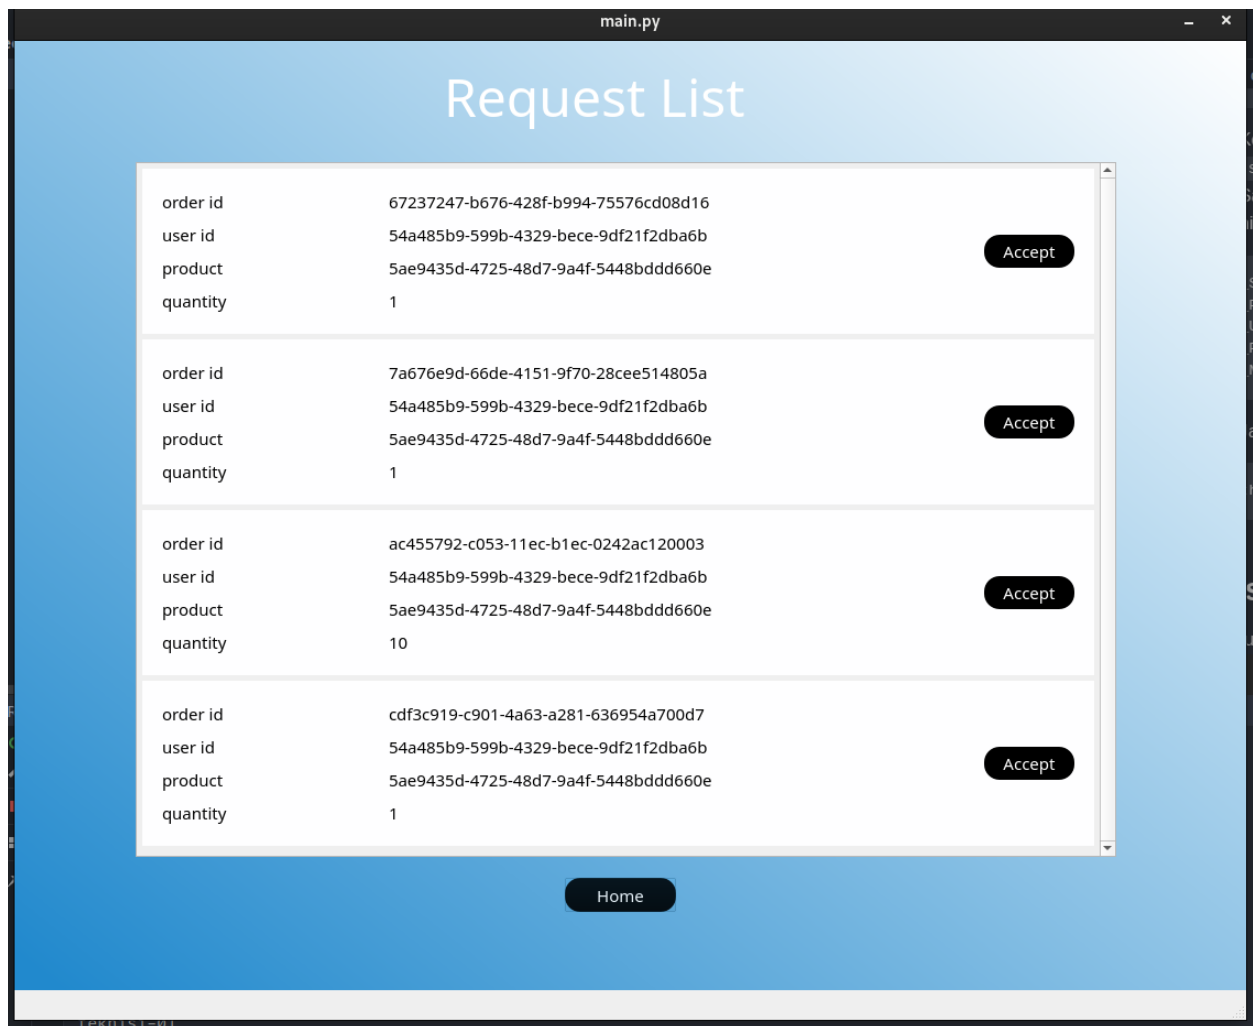 main.py
Request List
order id 67237247-b676-428f-b994-75576cd08d16
user id 54a485b9-599b-4329-bece-9df21f2dba6b
product 5ae9435d-4725-48d7-9a4f-5448bddd660e
quantity 1
Accept
order id 7a676e9d-66de-4151-9f70-28cee514805a
user id 54a485b9-599b-4329-bece-9df21f2dba6b
product 5ae9435d-4725-48d7-9a4f-5448bddd660e
quantity 1
Accept
order id ac455792-c053-11ec-b1ec-0242ac120003
user id 54a485b9-599b-4329-bece-9df21f2dba6b
product 5ae9435d-4725-48d7-9a4f-5448bddd660e
quantity 10
Accept
order id cdf3c919-c901-4a63-a281-636954a700d7
user id 54a485b9-599b-4329-bece-9df21f2dba6b
product 5ae9435d-4725-48d7-9a4f-5448bddd660e
quantity 1
Accept
Home